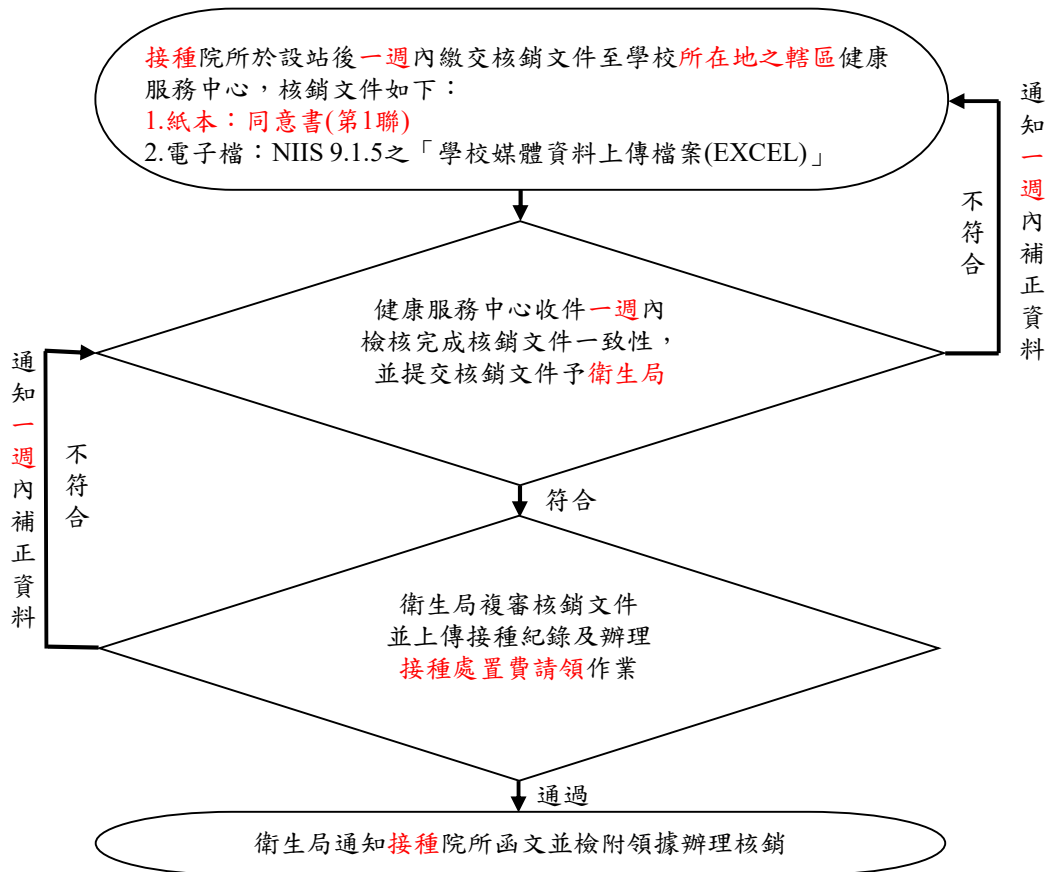 接種院所於設站後一週內繳交核銷文件至學校所在地之轄區健康
服務中心，核銷文件如下：
1.紙本：同意書(第1聯)
2.電子檔：NIIS 9.1.5之「學校媒體資料上傳檔案(EXCEL)」
通知一週內補正資料
不符合
健康服務中心收件一週內
檢核完成核銷文件一致性，
並提交核銷文件予衛生局
通知一週內補正資料
不符合
符合
衛生局複審核銷文件
並上傳接種紀錄及辦理
接種處置費請領作業
通過
衛生局通知接種院所函文並檢附領據辦理核銷